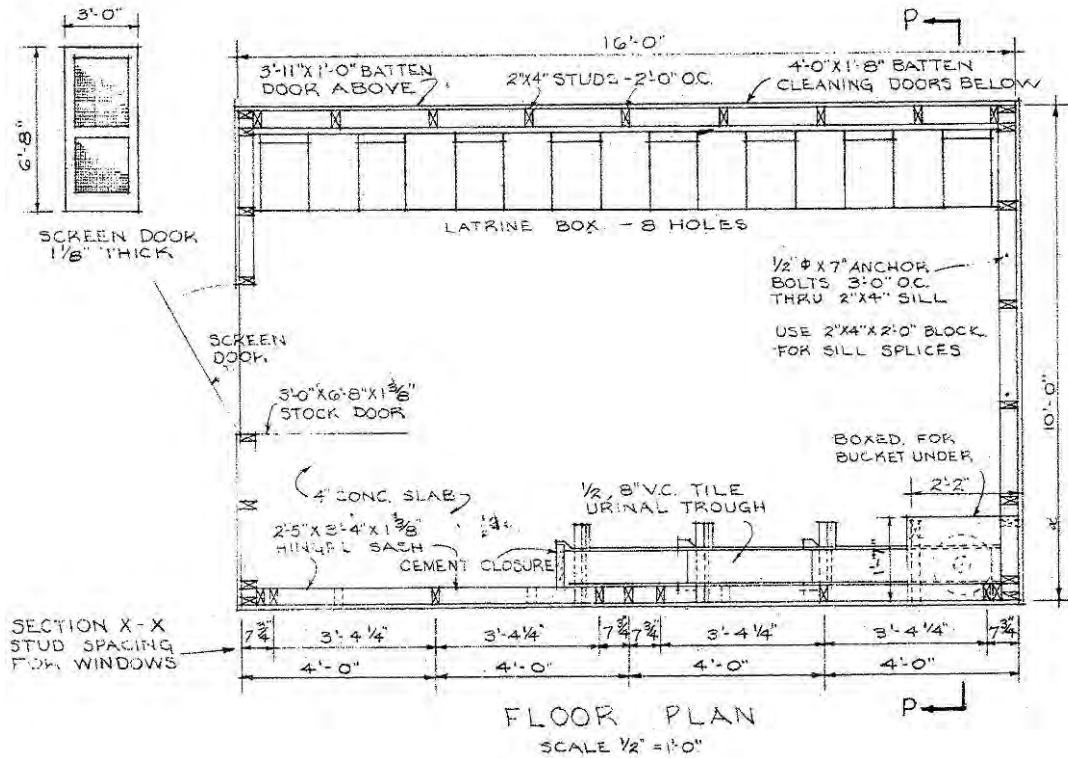 3'-0"
P
16'-0"
3'-11"X1'-0" BATTEN
DOOR ABOVE
2"X4" STUDS -2'-0" O.C.
4'-0"X1'-8" BATTEN
CLEANING DOORS BELOW
6'-8"
SCREEN DOOR
1 1/8" THICK
LATRINE BOX - 8 HOLES
1/2" Φ X 7" ANCHOR
BOLTS 3'-0" O.C.
THRU 2"X4" SILL
USE 2"X4"X2'-0" BLOCK
FOR SILL SPLICES
SCREEN
DOOR
3'-0"X6'-8"X1 3/8"
STOCK DOOR
10'-0"
BOXED FOR
BUCKET UNDER
2'-2"
4" CONC. SLAB
1/2, 8" V.C. TILE
URINAL TROUGH
2'-5"X3'-4"X1 3/8"
SASH
CEMENT CLOSURE
1'-7"
SECTION X-X
STUD SPACING
FOR WINDOWS
7 3/4" 3'-4 1/4" 3'-4 1/4" 7 3/4" 7 3/4" 3'-4 1/4" 3'-4 1/4" 7 3/4"
4'-0" 4'-0" 4'-0" 4'-0"
P
FLOOR PLAN
SCALE 1/2" = 1'-0"